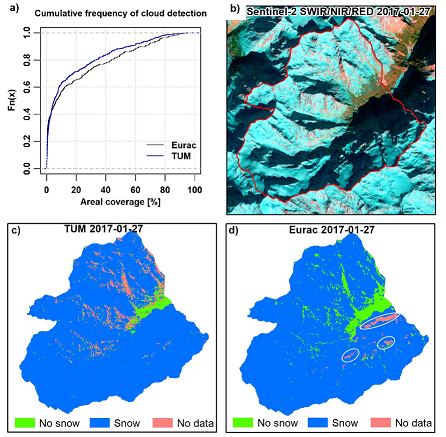 a)
Cumulative frequency of cloud detection
Fn(x)
1.0
0.8
0.6
0.4
0.2
0.0
Eurac
TUM
0 20 40 60 80 100
Areal coverage [%]
b)
Sentinel-2 SWIR/NIR/RED 2017-01-27
c)
TUM 2017-01-27
No snow Snow No data
d)
Eurac 2017-01-27
No snow Snow No data